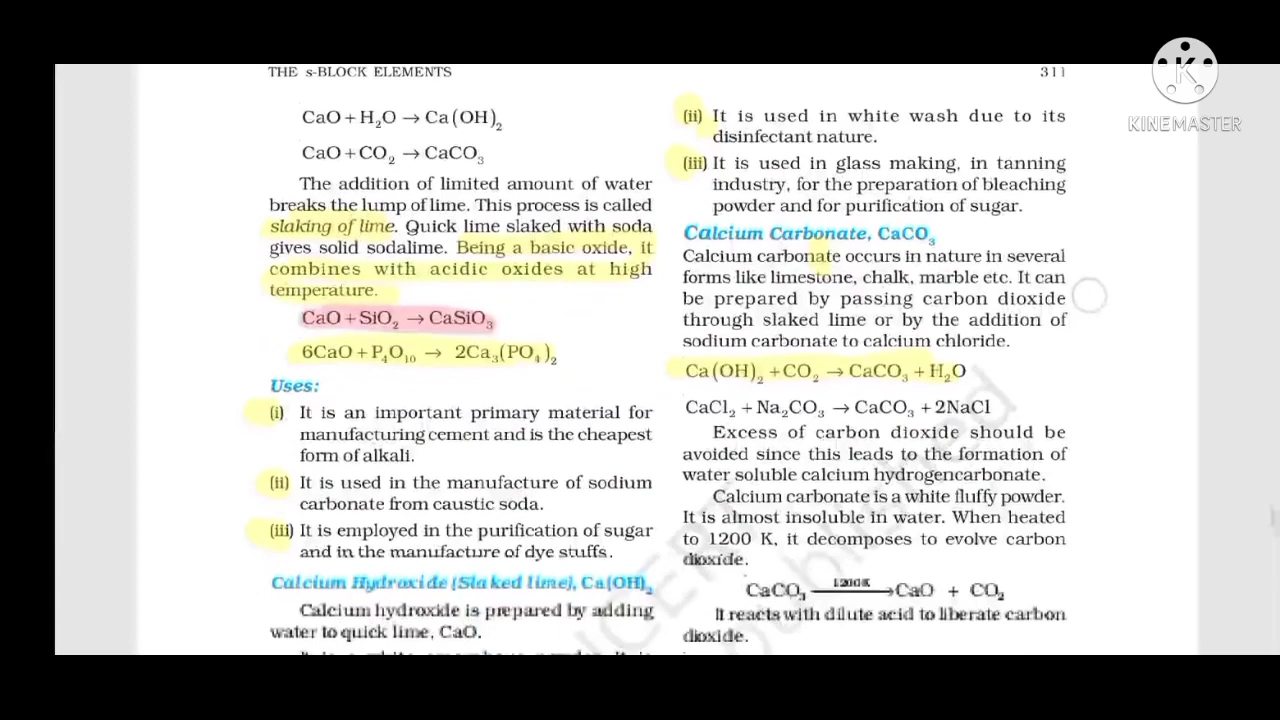 THE s-BLOCK ELEMENTS
311
CaO + H₂O → Ca(OH)₂
CaO + CO₂ → CaCO₃
The addition of limited amount of water
breaks the lump of lime. This process is called
slaking of lime. Quick lime slaked with soda
gives solid sodalime. Being a basic oxide, it
combines with acidic oxides at high
temperature.
CaO + SiO₂ → CaSiO₃
6CaO + P₄O₁₀ → 2Ca₃(PO₄)₂
Uses:
(i) It is an important primary material for
manufacturing cement and is the cheapest
form of alkali.
(ii) It is used in the manufacture of sodium
carbonate from caustic soda.
(iii) It is employed in the purification of sugar
and in the manufacture of dye stuffs.
Calcium Hydroxide (Slaked lime), Ca(OH)₂
Calcium hydroxide is prepared by adding
water to quick lime, CaO.
(ii) It is used in white wash due to its
disinfectant nature.
(iii) It is used in glass making, in tanning
industry, for the preparation of bleaching
powder and for purification of sugar.
Calcium Carbonate, CaCO₃
Calcium carbonate occurs in nature in several
forms like limestone, chalk, marble etc. It can
be prepared by passing carbon dioxide
through slaked lime or by the addition of
sodium carbonate to calcium chloride.
Ca(OH)₂ + CO₂ → CaCO₃ + H₂O
CaCl₂ + Na₂CO₃ → CaCO₃ + 2NaCl
Excess of carbon dioxide should be
avoided since this leads to the formation of
water soluble calcium hydrogencarbonate.
Calcium carbonate is a white fluffy powder.
It is almost insoluble in water. When heated
to 1200 K, it decomposes to evolve carbon
dioxide.
CaCO₃ 1200 K → CaO + CO₂
It reacts with dilute acid to liberate carbon
dioxide.
K
KINEMASTER